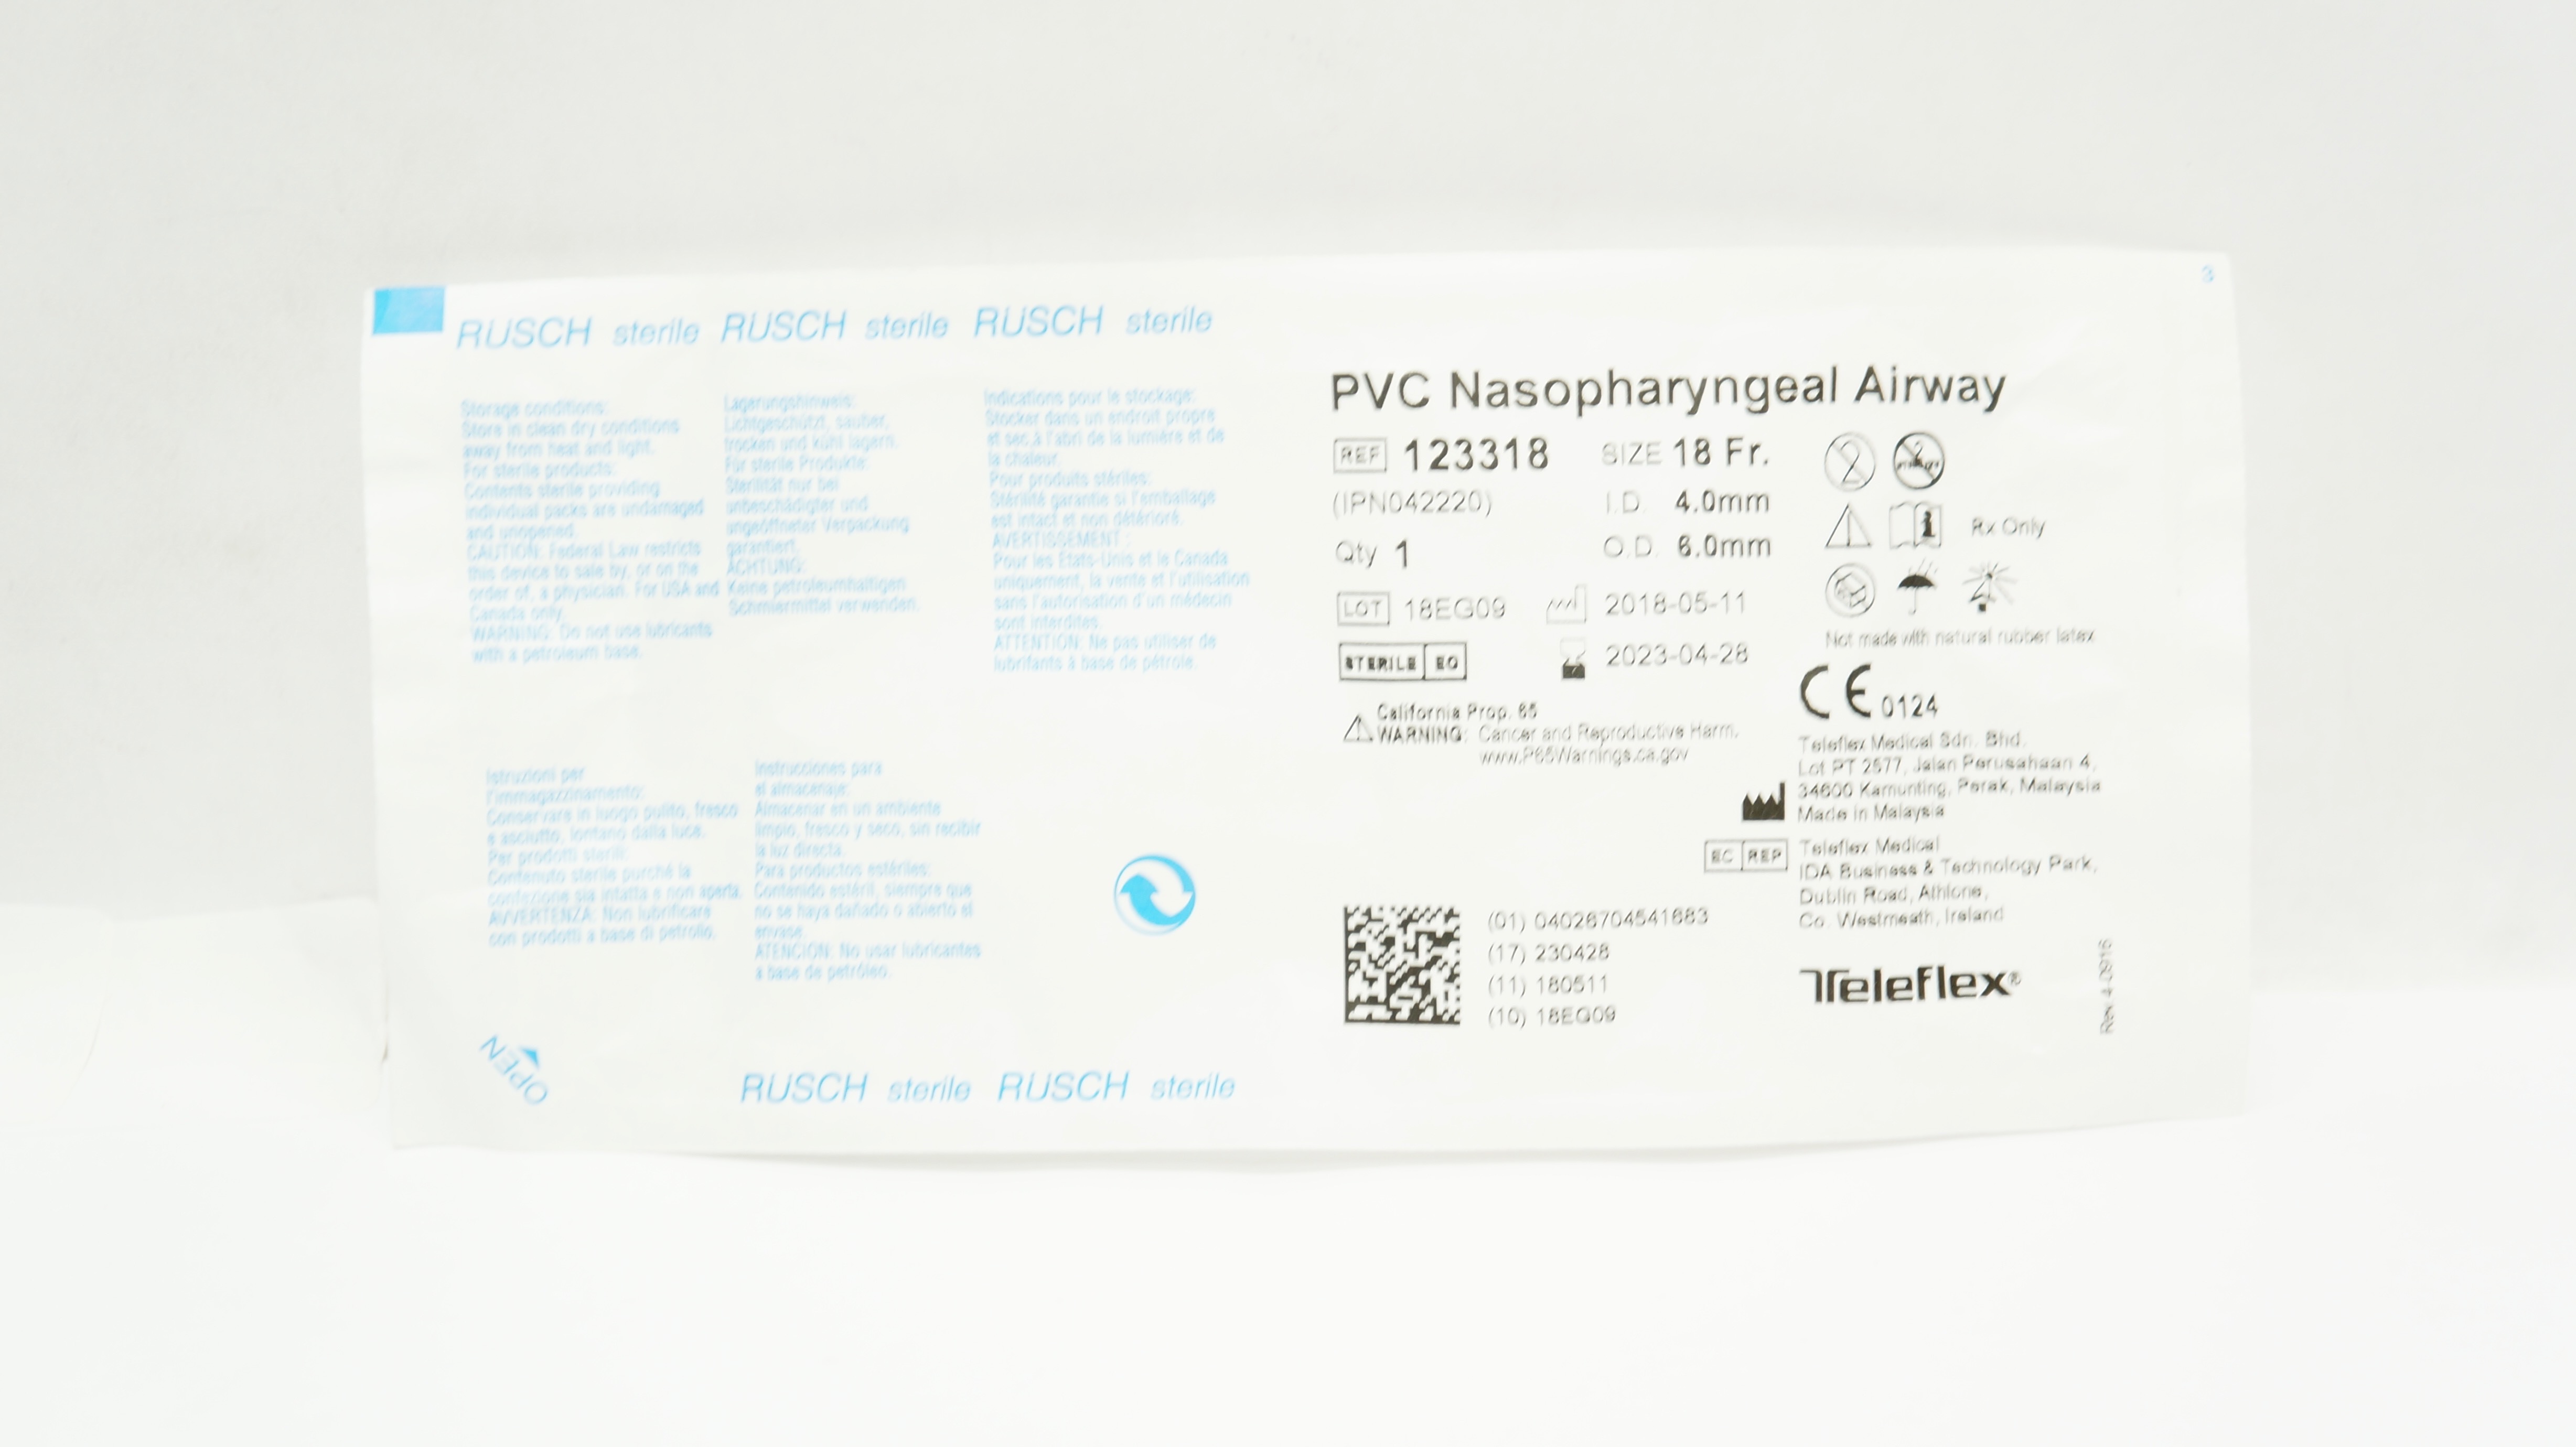 3
RUSCH sterile RUSCH sterile RUSCH sterile
Storage conditions:
Store in clean dry conditions
away from heat and light.
For sterile products:
Contents sterile providing
individual packs are undamaged
and unopened.
CAUTION: Federal Law restricts
this device to sale by, or on the
order of, a physician. For USA and
Canada only.
WARNING: Do not use lubricants
with a petroleum base.
Lagerungshinweis:
Lichtgeschützt, sauber,
trocken und kühl lagern.
Für sterile Produkte:
Sterilität nur bei
unbeschädigter und
ungeöffneter Verpackung
garantiert.
ACHTUNG:
Keine petroleumhaltigen
Schmiermittel verwenden.
Indications pour le stockage:
Stocker dans un endroit propre
et sec à l'abri de la lumière et de
la chaleur.
Pour produits stériles:
Stérilité garantie si l'emballage
est intact et non détérioré.
AVERTISSEMENT :
Pour les États-Unis et le Canada
uniquement, la vente et l'utilisation
sans l'autorisation d'un médecin
sont interdites.
ATTENTION: Ne pas utiliser de
lubrifants à base de pétrole.
Istruzioni per
l'immagazzinamento:
Conservare in luogo pulito, fresco
e asciutto, lontano dalla luce.
Per prodotti sterili:
Contenuto sterile purché la
confezione sia intatta e non aperta.
AVVERTENZA: Non lubrificare
con prodotti a base di petrolio.
Instrucciones para
el almacenaje:
Almacenar en un ambiente
limpio, fresco y seco, sin recibir
la luz directa.
Para productos estériles:
Contenido estéril, siempre que
no se haya dañado o abierto el
envase.
ATENCION: No usar lubricantes
a base de petróleo.
OPEN
RUSCH sterile RUSCH sterile
PVC Nasopharyngeal Airway
REF 123318 SIZE 18 Fr.
(IPN042220) I.D. 4.0mm
Qty 1 O.D. 6.0mm
LOT 18EG09 2018-05-11
STERILE EO 2023-04-28
2
Rx Only
Not made with natural rubber latex
California Prop. 65
WARNING: Cancer and Reproductive Harm.
www.P65Warnings.ca.gov
CE 0124
Teleflex Medical Sdn. Bhd.
Lot PT 2577, Jalan Perusahaan 4,
34600 Kamunting, Perak, Malaysia
Made in Malaysia
EC REP
Teleflex Medical
IDA Business & Technology Park,
Dublin Road, Athlone,
Co. Westmeath, Ireland
(01) 04026704541683
(17) 230428
(11) 180511
(10) 18EG09
Teleflex®